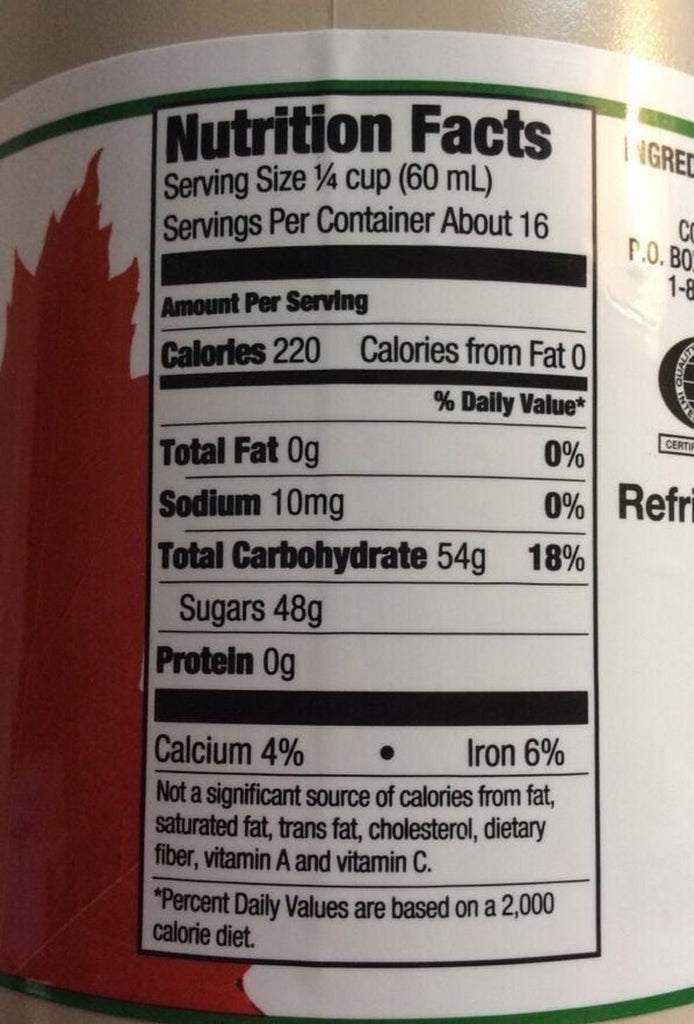 Nutrition Facts
Serving Size ¼ cup (60 mL)
Servings Per Container About 16
Amount Per Serving
Calories 220 Calories from Fat 0
% Daily Value*
Total Fat 0g 0%
Sodium 10mg 0%
Total Carbohydrate 54g 18%
Sugars 48g
Protein 0g
Calcium 4% • Iron 6%
Not a significant source of calories from fat,
saturated fat, trans fat, cholesterol, dietary
fiber, vitamin A and vitamin C.
*Percent Daily Values are based on a 2,000
calorie diet.
P.O.
1-8